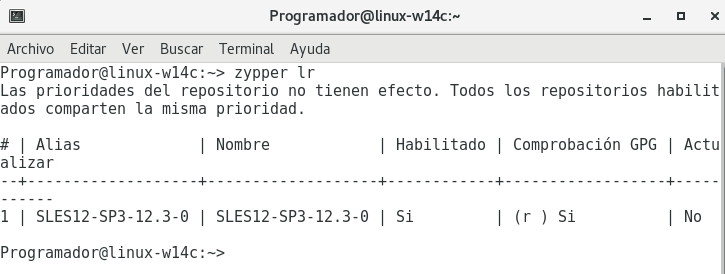 Programador@linux-w14c:~
Archivo Editar Ver Buscar Terminal Ayuda
Programador@linux-w14c:~> zypper lr
Las prioridades del repositorio no tienen efecto. Todos los repositorios habilit
ados comparten la misma prioridad.
# | Alias             | Nombre            | Habilitado | Comprobación GPG | Actu
alizar
--+-------------------+-------------------+------------+------------------+-----
------
1 | SLES12-SP3-12.3-0 | SLES12-SP3-12.3-0 | Si         | (r ) Si          | No
Programador@linux-w14c:~>